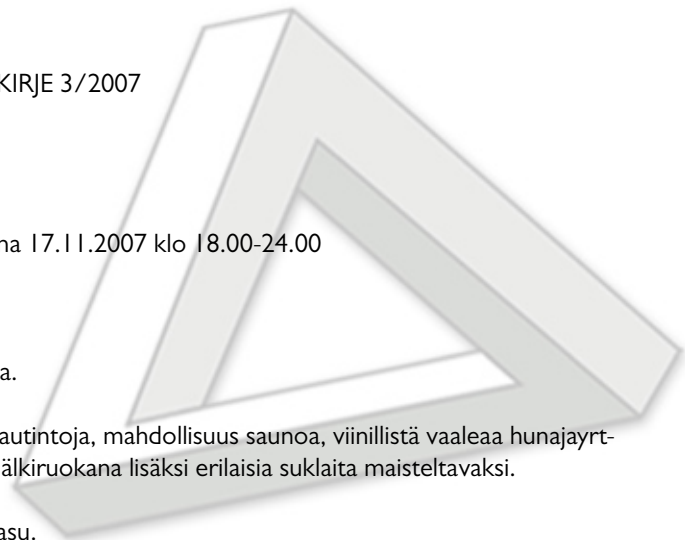 KIRJE 3/2007
na 17.11.2007 klo 18.00-24.00
a.
autintoja, mahdollisuus saunoa, viinillistä vaaleaa hunajayrt-
älkiruokana lisäksi erilaisia suklaita maisteltavaksi.
asu.